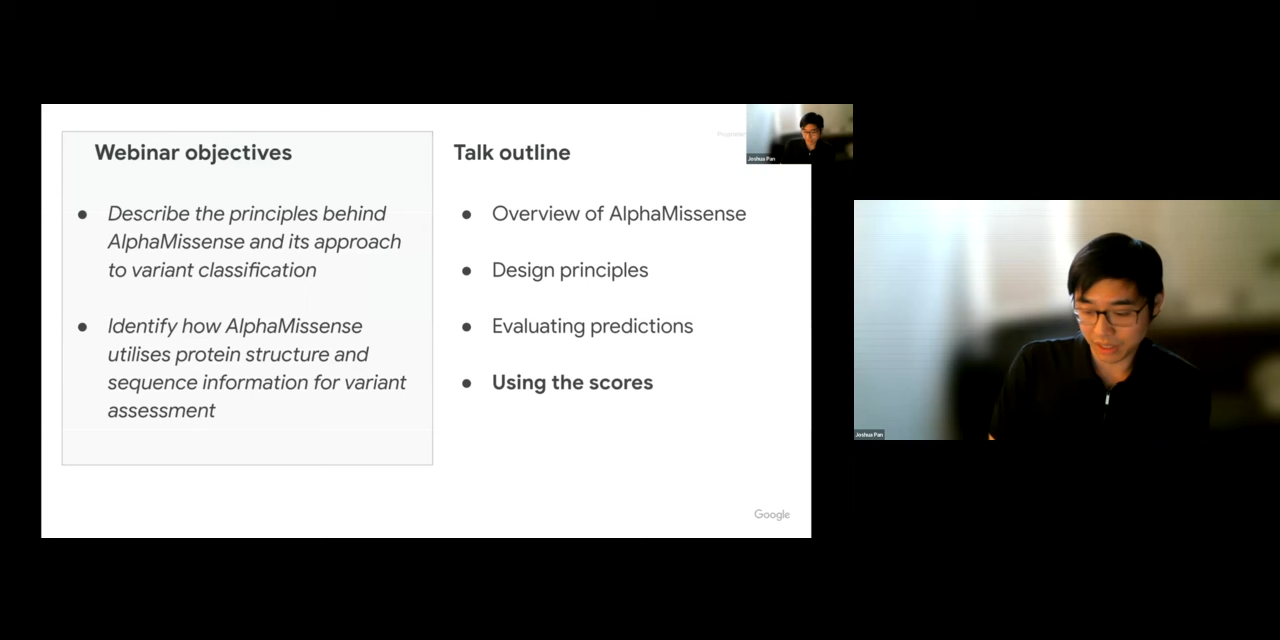 Webinar objectives
● Describe the principles behind
AlphaMissense and its approach
to variant classification
● Identify how AlphaMissense
utilises protein structure and
sequence information for variant
assessment
Talk outline
● Overview of AlphaMissense
● Design principles
● Evaluating predictions
● Using the scores
Joshua Pan
Google
Joshua Pan